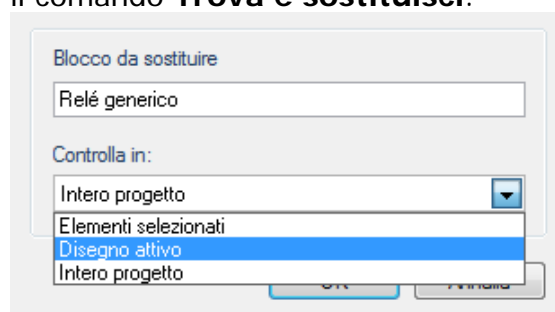 il comando Trova e sostituisci.
Blocco da sostituire
Relé generico
Controlla in:
Intero progetto
Elementi selezionati
Disegno attivo
Intero progetto